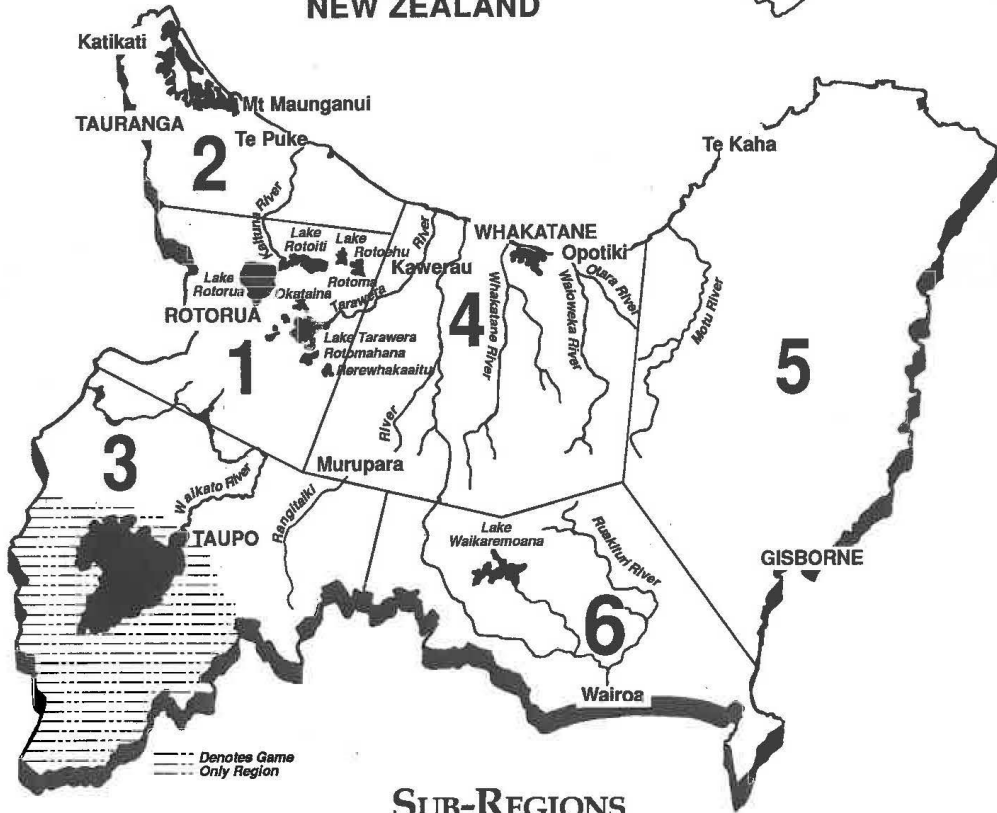 NEW ZEALAND
Katikati
Mt Maunganui
TAURANGA
Te Puke
2
Te Kaha
Kaituna River
Lake
Rotoiti
Lake
Rotoehu
River
WHAKATANE
Opotiki
Kawerau
Rotoma
Lake
Rotorua
Okataina
Tarawera
Otara River
ROTORUA
4
Whakatane River
Waioweka River
Motu River
Lake Tarawera
Rotomahana
Rerewhakaaitu
1
5
River
3
Murupara
Waikato River
Rangitaiki
TAUPO
Lake
Waikaremoana
Ruakituri River
GISBORNE
6
Wairoa
Denotes Game
Only Region
SUB-REGIONS